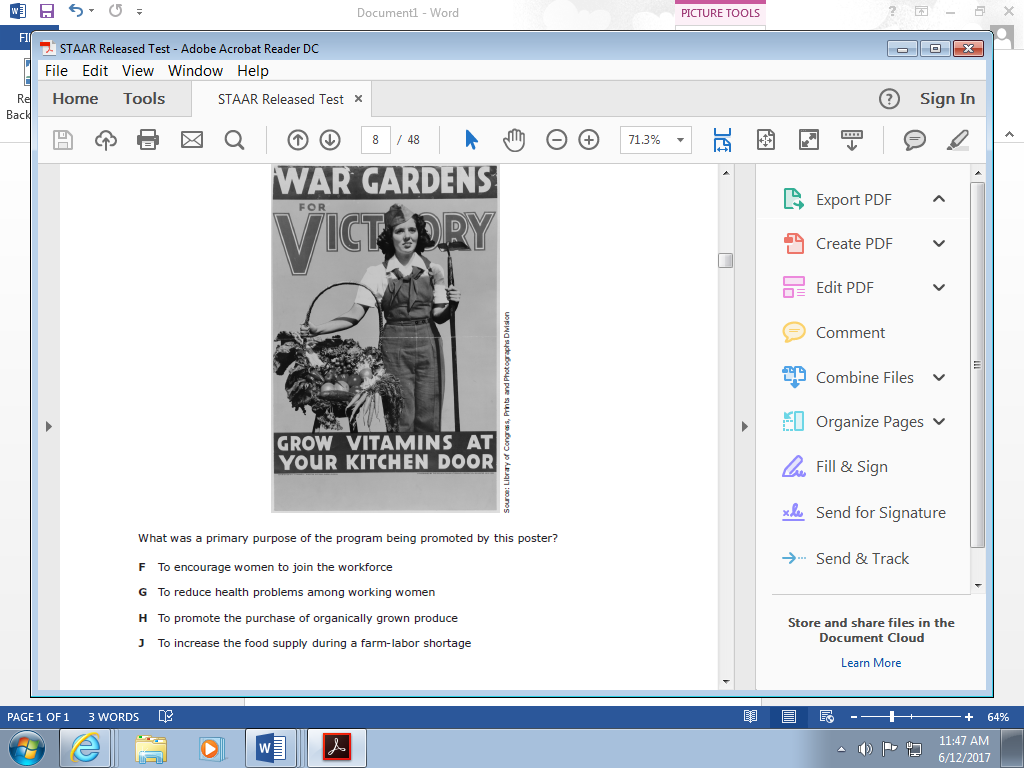 Document1 - Word
PICTURE TOOLS
FI
Re
Back
STAAR Released Test - Adobe Acrobat Reader DC
File Edit View Window Help
Home Tools STAAR Released Test × Sign In
8 / 48 71.3%
WAR GARDENS
FOR
VICTORY
GROW VITAMINS AT
YOUR KITCHEN DOOR
Source: Library of Congress, Prints and Photographs Division
What was a primary purpose of the program being promoted by this poster?
F To encourage women to join the workforce
G To reduce health problems among working women
H To promote the purchase of organically grown produce
J To increase the food supply during a farm-labor shortage
Export PDF
Create PDF
Edit PDF
Comment
Combine Files
Organize Pages
Fill & Sign
Send for Signature
Send & Track
Store and share files in the
Document Cloud
Learn More
PAGE 1 OF 1 3 WORDS 64%
11:47 AM
6/12/2017